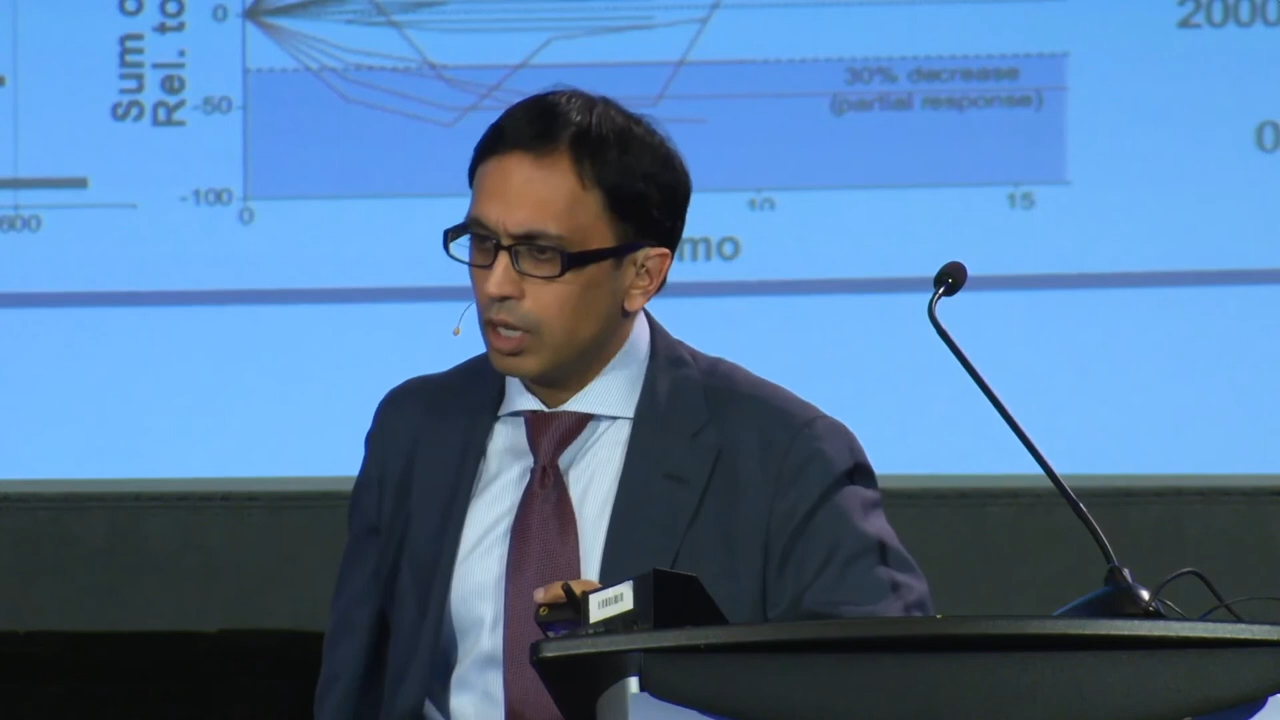 Sum o
Rel. to
0
-50
-100
0
10
15
mo
30% decrease
(partial response)
600
2000
0